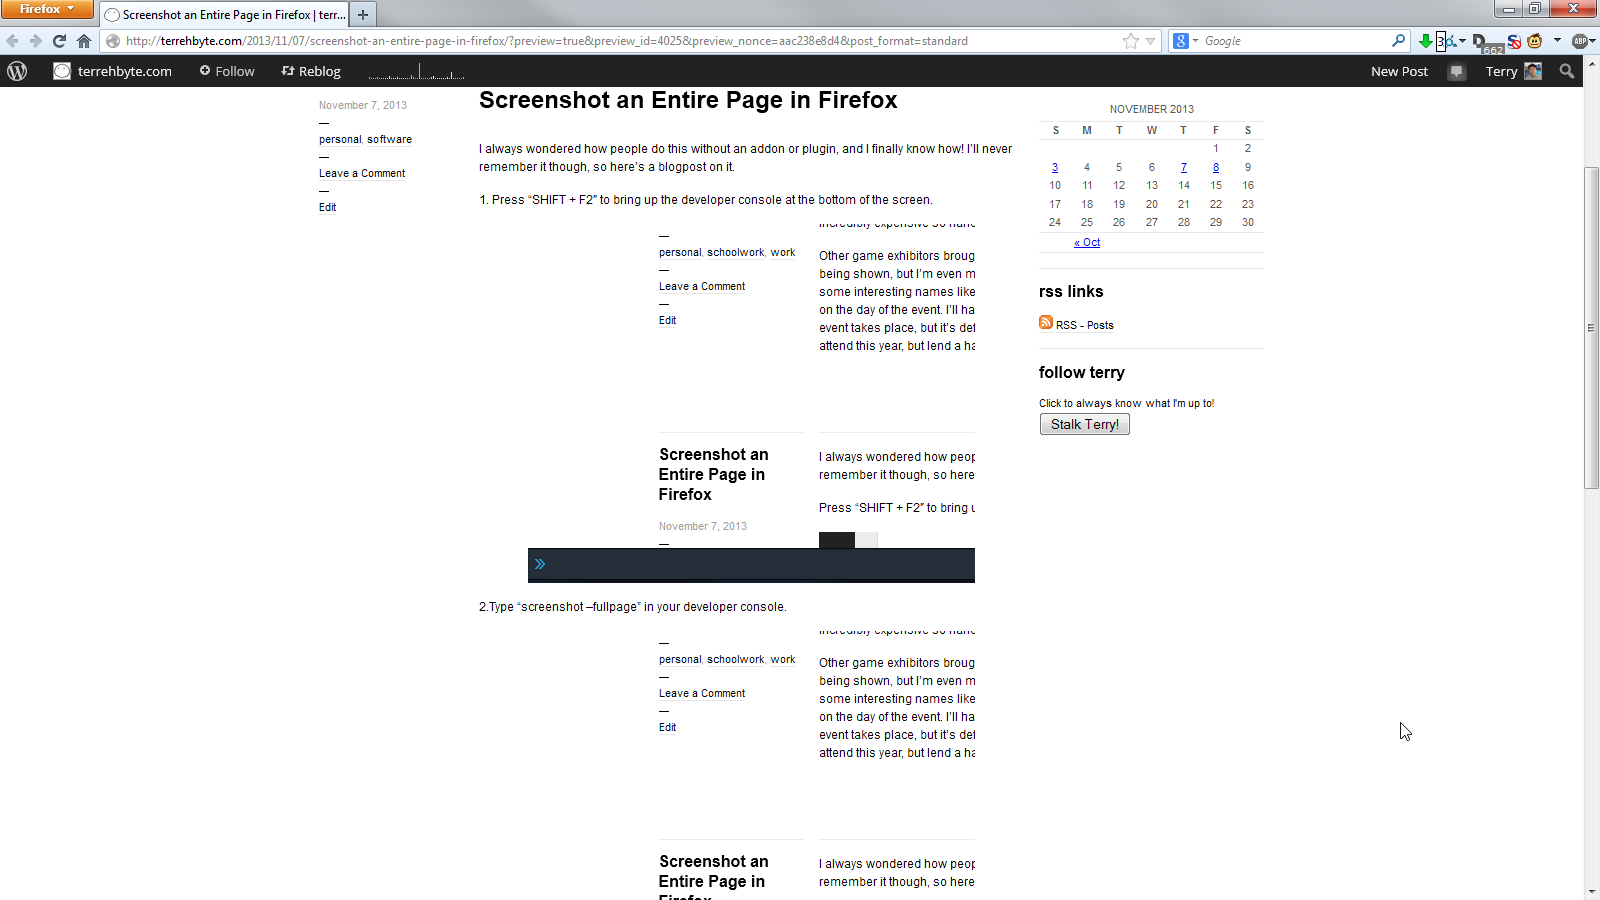 Firefox
Screenshot an Entire Page in Firefox | terr...
http://terrehbyte.com/2013/11/07/screenshot-an-entire-page-in-firefox/?preview=true&preview_id=4025&preview_nonce=aac238e8d4&post_format=standard
Google
662
ABP
terrehbyte.com
Follow
Reblog
New Post
Terry
November 7, 2013
—
personal, software
—
Leave a Comment
—
Edit
Screenshot an Entire Page in Firefox
I always wondered how people do this without an addon or plugin, and I finally know how! I'll never
remember it though, so here's a blogpost on it.
1. Press “SHIFT + F2″ to bring up the developer console at the bottom of the screen.
—
personal, schoolwork, work
—
Leave a Comment
—
Edit
Other game exhibitors broug
being shown, but I'm even m
some interesting names like
on the day of the event. I'll ha
event takes place, but it's def
attend this year, but lend a ha
Screenshot an
Entire Page in
Firefox
November 7, 2013
—
I always wondered how peop
remember it though, so here
Press “SHIFT + F2″ to bring u
»
2.Type “screenshot –fullpage” in your developer console.
—
personal, schoolwork, work
—
Leave a Comment
—
Edit
Other game exhibitors broug
being shown, but I'm even m
some interesting names like
on the day of the event. I'll ha
event takes place, but it's def
attend this year, but lend a ha
Screenshot an
Entire Page in
Firefox
I always wondered how peop
remember it though, so here
NOVEMBER 2013
S M T W T F S
1 2
3 4 5 6 7 8 9
10 11 12 13 14 15 16
17 18 19 20 21 22 23
24 25 26 27 28 29 30
« Oct
rss links
RSS - Posts
follow terry
Click to always know what I'm up to!
Stalk Terry!